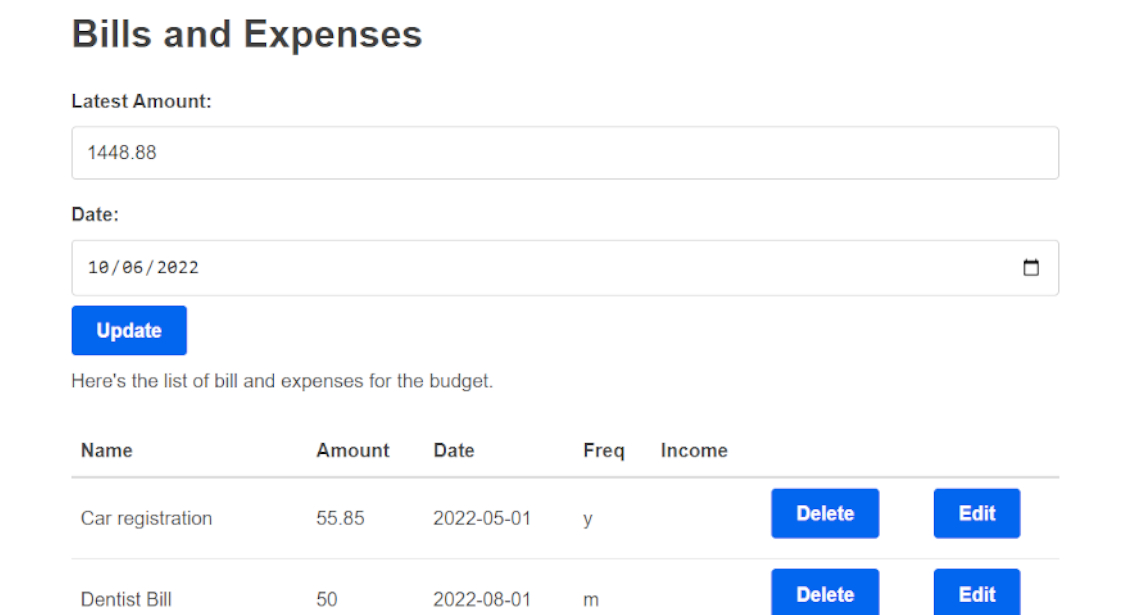 Bills and Expenses
Latest Amount:
1448.88
Date:
10/06/2022
Update
Here's the list of bill and expenses for the budget.
Name Amount Date Freq Income
Car registration 55.85 2022-05-01 y Delete Edit
Dentist Bill 50 2022-08-01 m Delete Edit